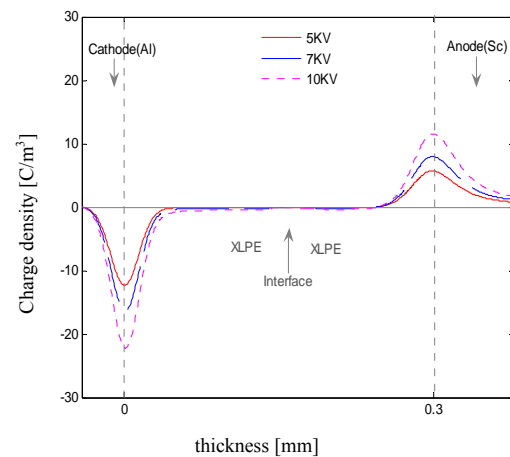 30
20
10
0
-10
-20
-30
Charge density [C/m³]
Cathode(Al)
5KV
7KV
10KV
Anode(Sc)
XLPE
XLPE
Interface
0
0.3
thickness [mm]